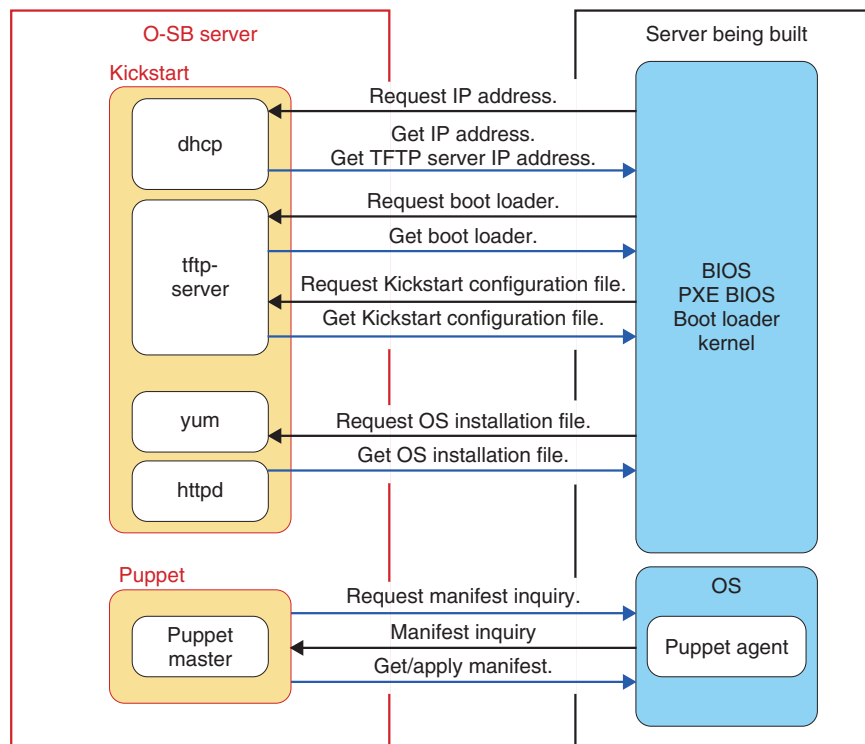 O-SB server
Server being built
Kickstart
Request IP address.
dhcp
Get IP address.
Get TFTP server IP address.
Request boot loader.
Get boot loader.
tftp-
server
Request Kickstart configuration file.
Get Kickstart configuration file.
BIOS
PXE BIOS
Boot loader
kernel
yum
Request OS installation file.
Get OS installation file.
httpd
Puppet
OS
Request manifest inquiry.
Puppet
master
Manifest inquiry
Puppet agent
Get/apply manifest.